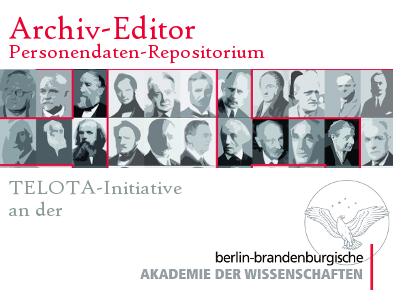 Archiv-Editor
Personendaten-Repositorium
TELOTA-Initiative
an der
berlin-brandenburgische
AKADEMIE DER WISSENSCHAFTEN